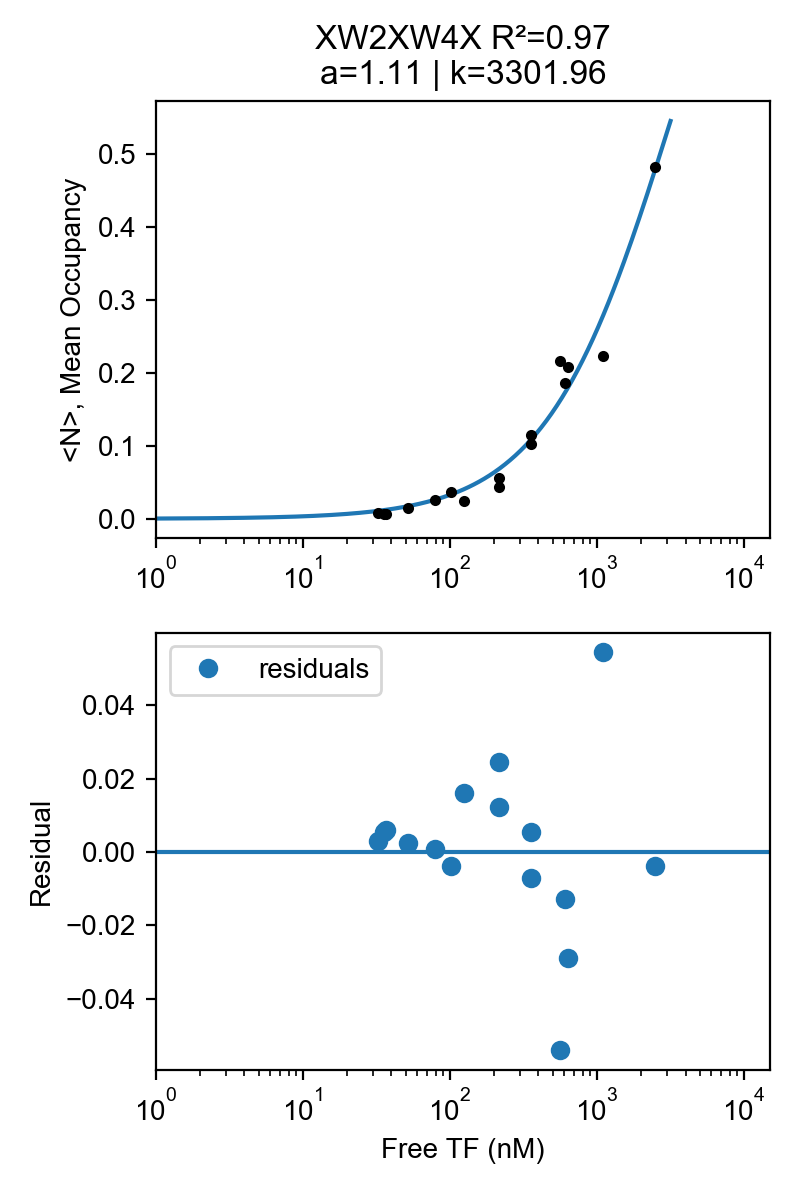 XW2XW4X R²=0.97
a=1.11 | k=3301.96
<N>, Mean Occupancy
0.5
0.4
0.3
0.2
0.1
0.0
10⁰ 10¹ 10² 10³ 10⁴
residuals
Residual
0.04
0.02
0.00
−0.02
−0.04
10⁰ 10¹ 10² 10³ 10⁴
Free TF (nM)